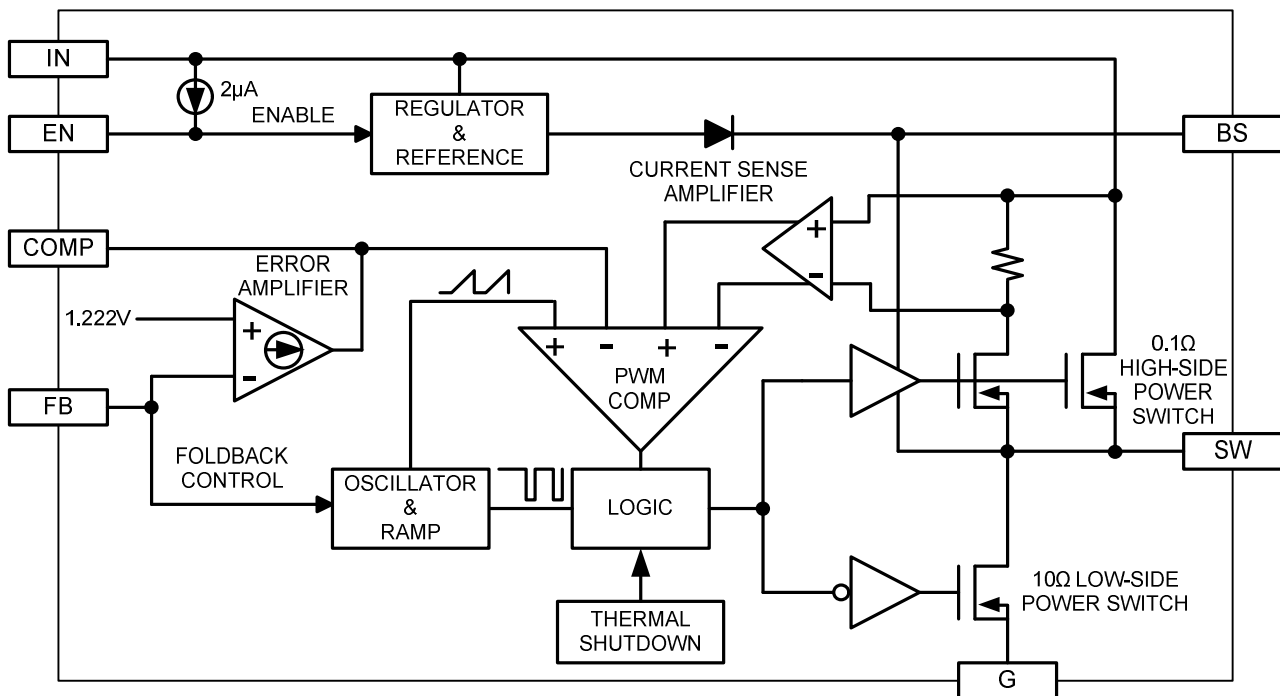 IN
2µA
EN
ENABLE
REGULATOR
&
REFERENCE
BS
CURRENT SENSE
AMPLIFIER
COMP
ERROR
AMPLIFIER
1.222V
+
-
FB
+
-
+
-
PWM
COMP
+
-
0.1Ω
HIGH-SIDE
POWER
SWITCH
SW
FOLDBACK
CONTROL
OSCILLATOR
&
RAMP
LOGIC
THERMAL
SHUTDOWN
10Ω LOW-SIDE
POWER SWITCH
G